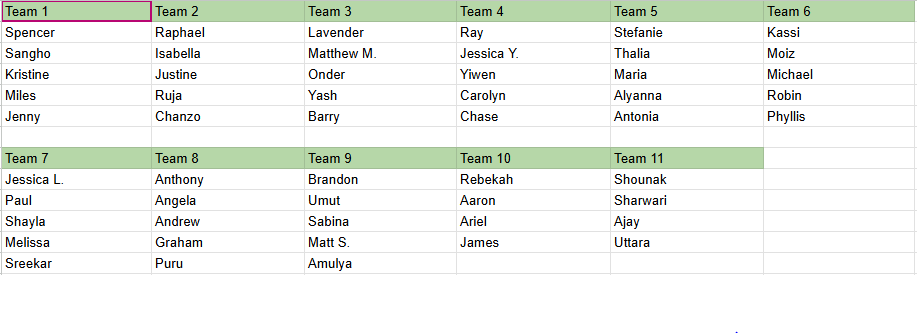 Team 1 Team 2 Team 3 Team 4 Team 5 Team 6
Spencer Raphael Lavender Ray Stefanie Kassi
Sangho Isabella Matthew M. Jessica Y. Thalia Moiz
Kristine Justine Onder Yiwen Maria Michael
Miles Ruja Yash Carolyn Alyanna Robin
Jenny Chanzo Barry Chase Antonia Phyllis
Team 7 Team 8 Team 9 Team 10 Team 11
Jessica L. Anthony Brandon Rebekah Shounak
Paul Angela Umut Aaron Sharwari
Shayla Andrew Sabina Ariel Ajay
Melissa Graham Matt S. James Uttara
Sreekar Puru Amulya